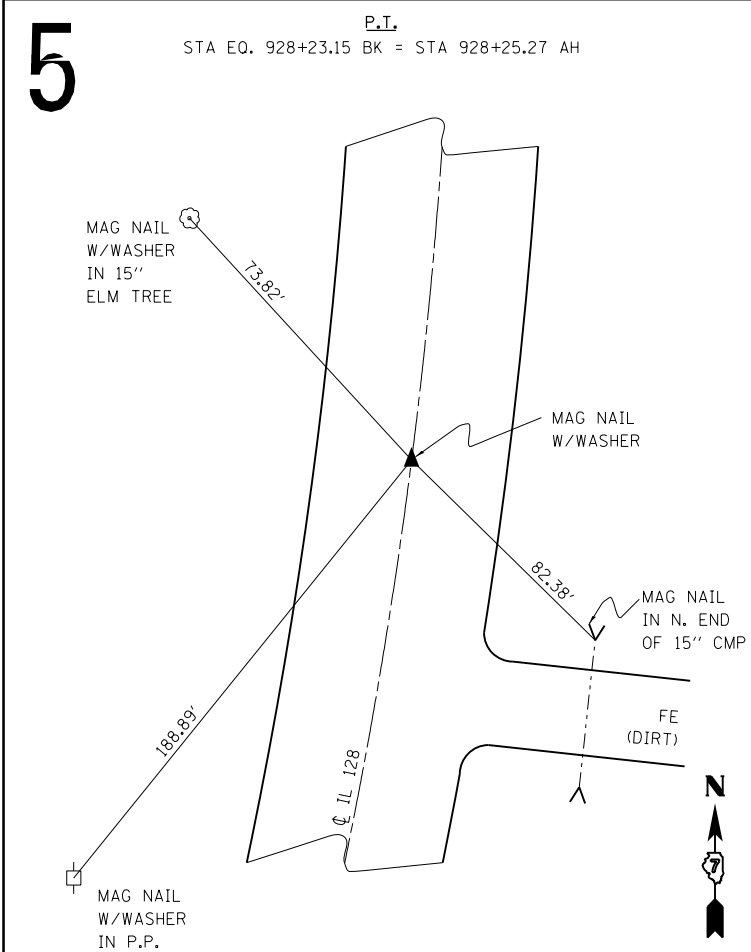 5
P.T.
STA EQ. 928+23.15 BK = STA 928+25.27 AH
MAG NAIL
W/WASHER
IN 15''
ELM TREE
73.82'
MAG NAIL
W/WASHER
82.38'
MAG NAIL
IN N. END
OF 15'' CMP
188.89'
FE
(DIRT)
℄ IL 128
N
7
MAG NAIL
W/WASHER
IN P.P.